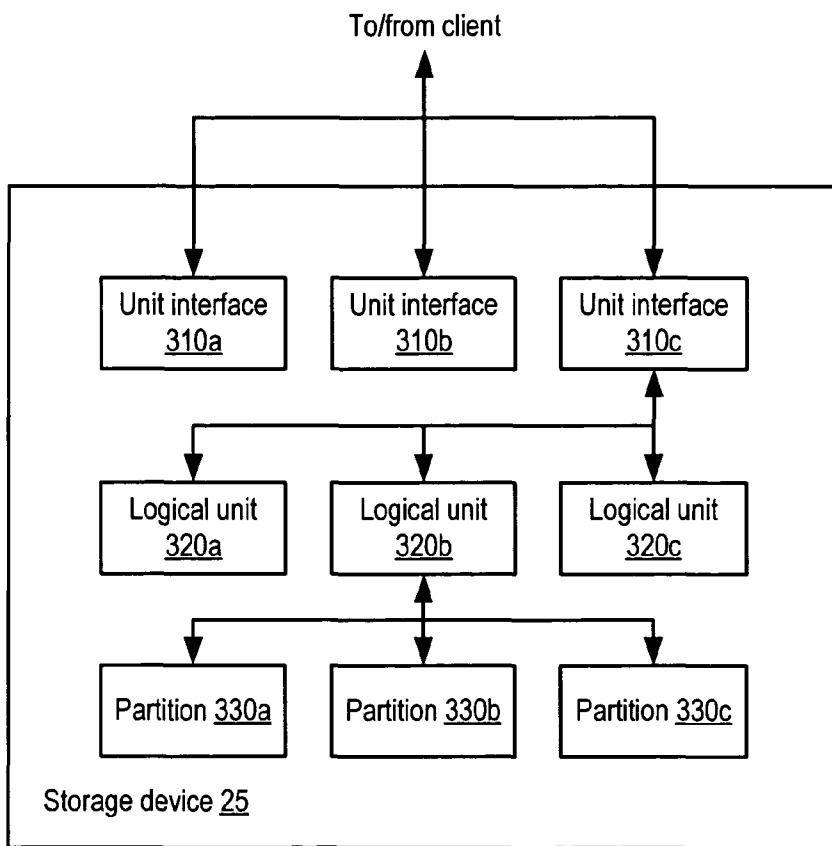 To/from client
Unit interface
310a
Unit interface
310b
Unit interface
310c
Logical unit
320a
Logical unit
320b
Logical unit
320c
Partition 330a
Partition 330b
Partition 330c
Storage device 25